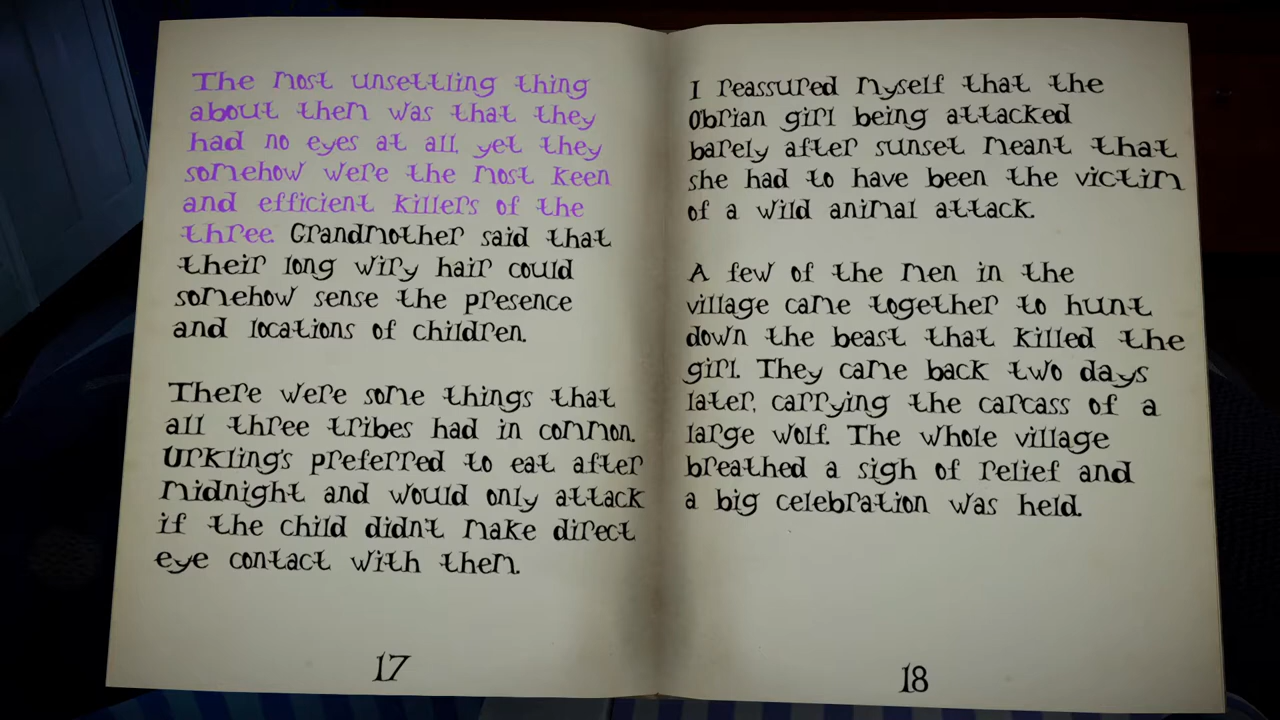 The most unsettling thing
about them was that they
had no eyes at all, yet they
somehow were the most keen
and efficient killers of the
three. Grandmother said that
their long wiry hair could
somehow sense the presence
and locations of children.
There were some things that
all three tribes had in common.
Urkling's preferred to eat after
midnight and would only attack
if the child didn't make direct
eye contact with them.
17
I reassured myself that the
O'brian girl being attacked
barely after sunset meant that
she had to have been the victim
of a wild animal attack.
A few of the men in the
village came together to hunt
down the beast that killed the
girl. They came back two days
later, carrying the carcass of a
large wolf. The whole village
breathed a sigh of relief and
a big celebration was held.
18